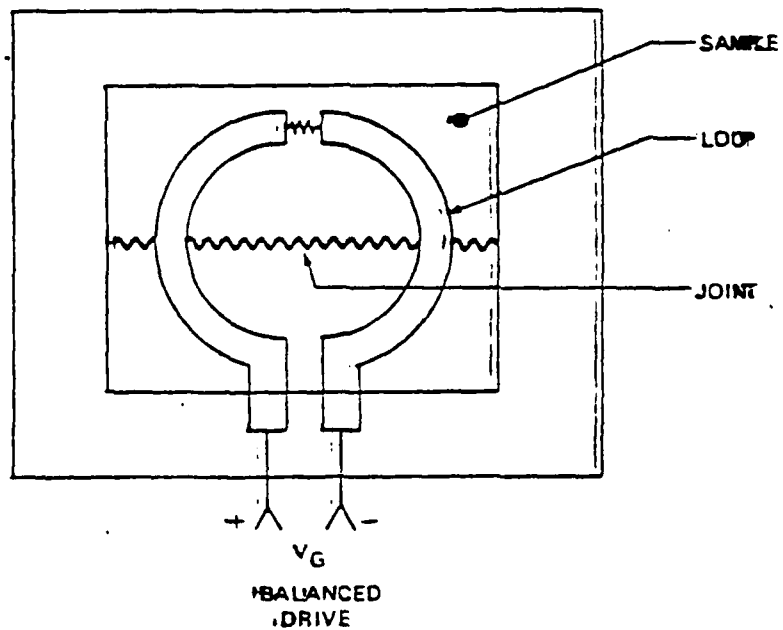 SAMPLE
LOOP
JOINT
+ -
V_G
BALANCED
DRIVE